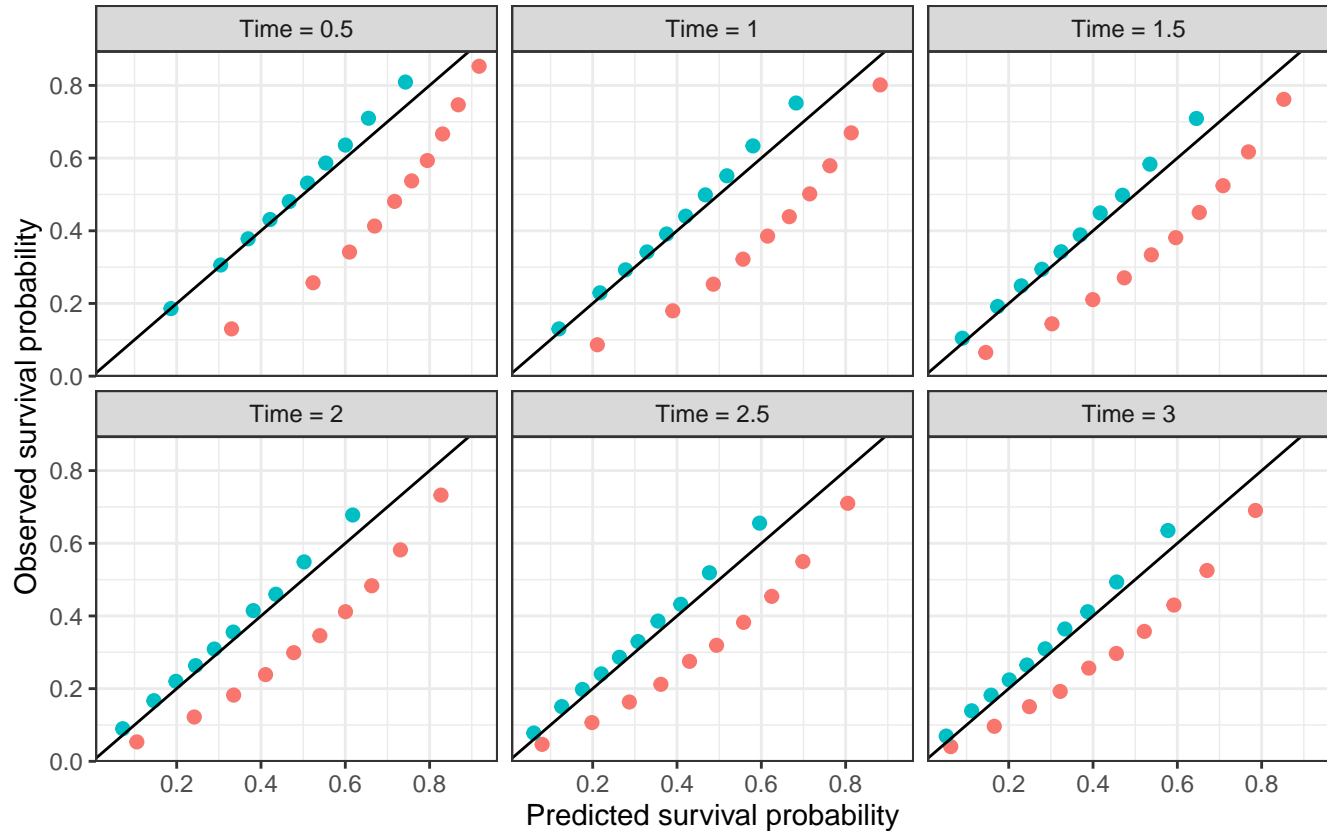 Time = 0.5
Time = 1
Time = 1.5
0.8
0.6
0.4
0.2
0.0
Time = 2
Time = 2.5
Time = 3
0.8
0.6
0.4
0.2
0.0
0.2 0.4 0.6 0.8
0.2 0.4 0.6 0.8
0.2 0.4 0.6 0.8
Observed survival probability
Predicted survival probability